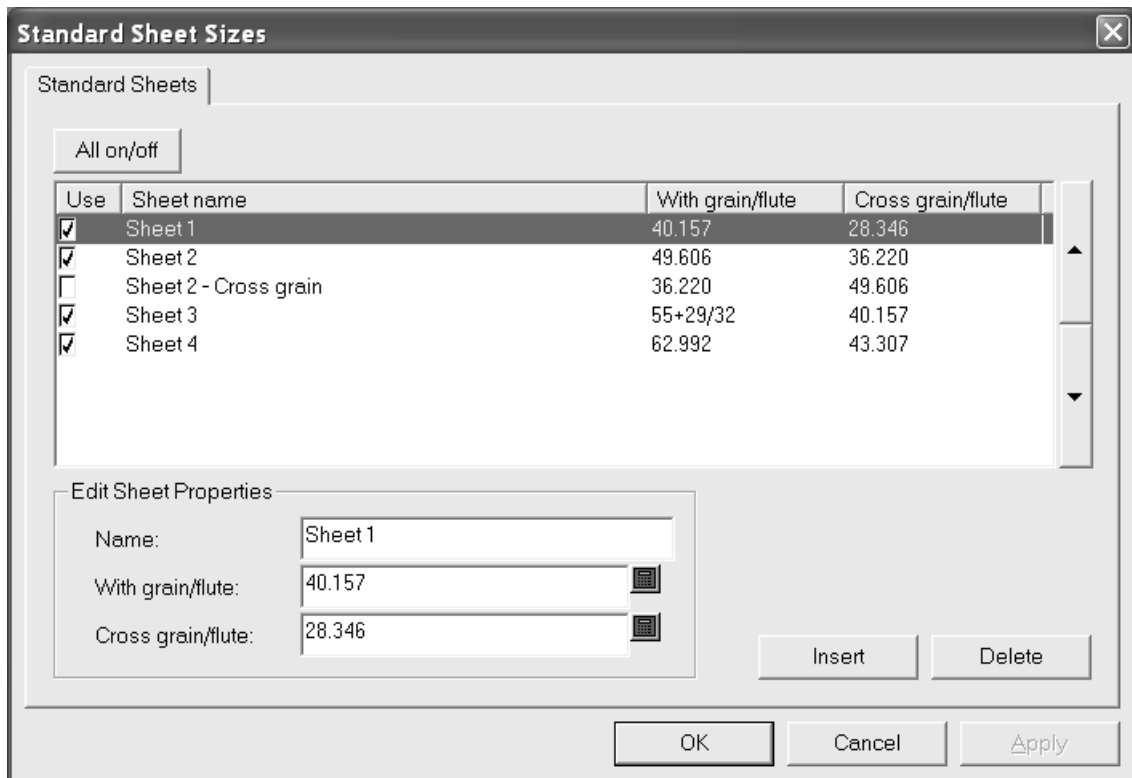 Standard Sheet Sizes
Standard Sheets
All on/off
Use Sheet name With grain/flute Cross grain/flute
Sheet 1 40.157 28.346
Sheet 2 49.606 36.220
Sheet 2 - Cross grain 36.220 49.606
Sheet 3 55+29/32 40.157
Sheet 4 62.992 43.307
Edit Sheet Properties
Name: Sheet 1
With grain/flute: 40.157
Cross grain/flute: 28.346
Insert Delete
OK Cancel Apply